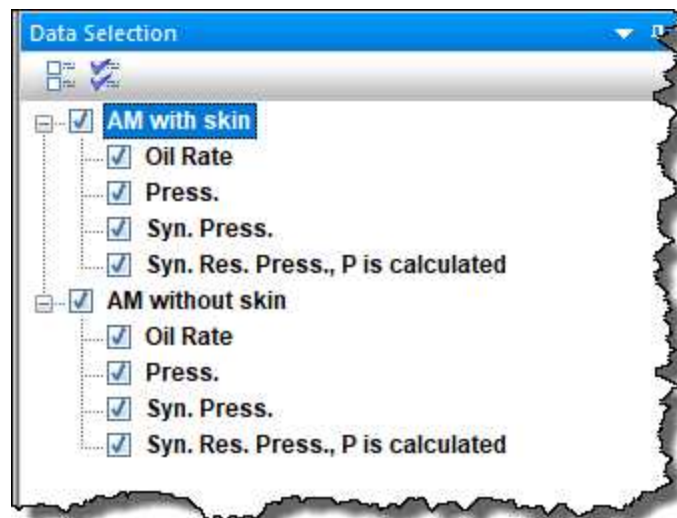 Data Selection
AM with skin
Oil Rate
Press.
Syn. Press.
Syn. Res. Press., P is calculated
AM without skin
Oil Rate
Press.
Syn. Press.
Syn. Res. Press., P is calculated